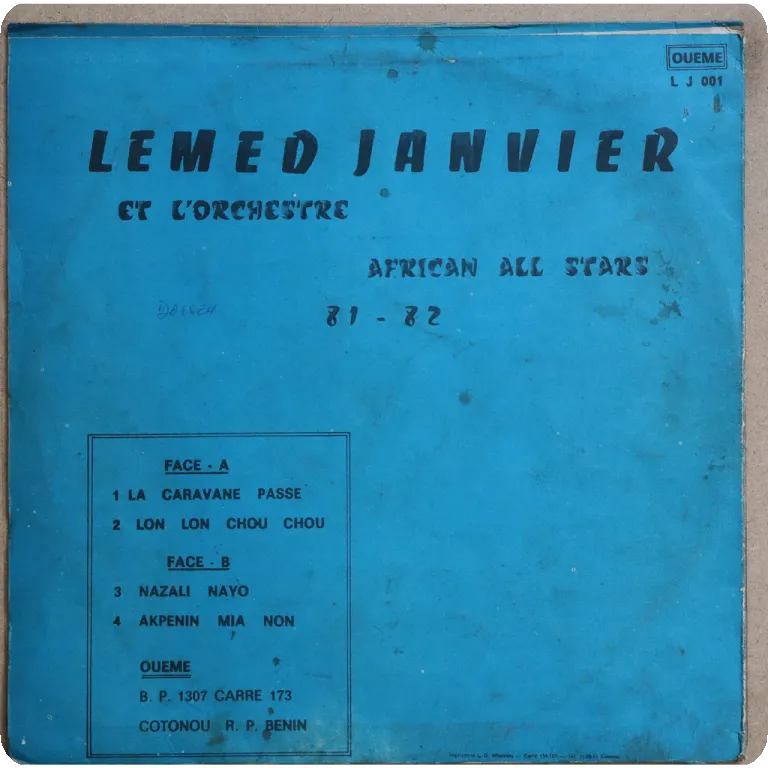 OUEME
L J 001
LEMED JANVIER
ET L'ORCHESTRE
AFRICAN ALL STARS
81 - 82
FACE - A
1 LA CARAVANE PASSE
2 LON LON CHOU CHOU
FACE - B
3 NAZALI NAYO
4 AKPENIN MIA NON
OUEME
B. P. 1307 CARRE 173
COTONOU R. P. BENIN